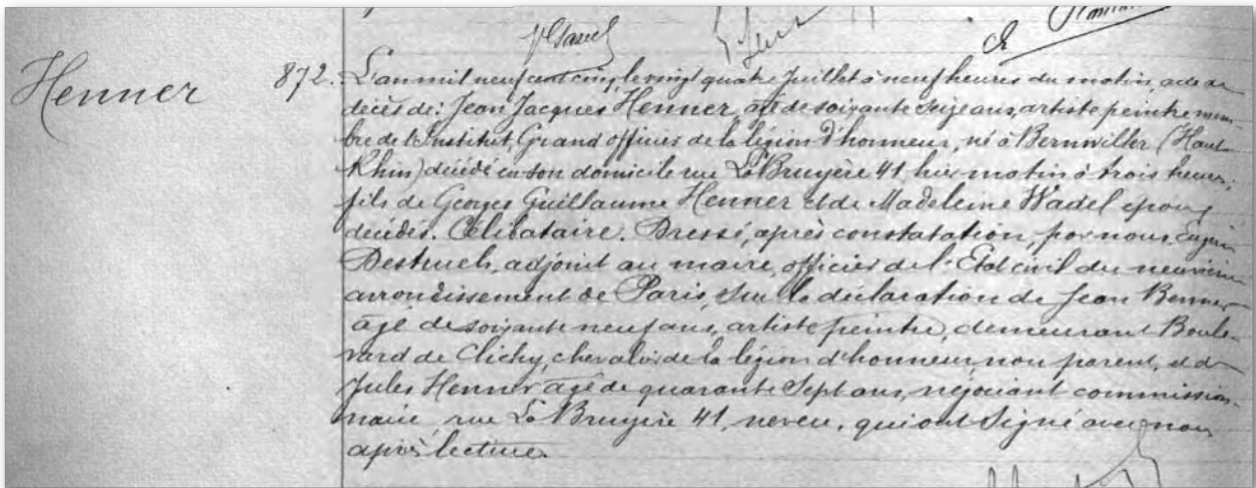 Henner
872. L'an mil neuf cent cinq, le vingt quatre Juillet à neuf heures du matin, acte de
décès de: Jean Jacques Henner, âgé de soixante seize ans, artiste peintre mem-
bre de l'Institut, Grand officier de la légion d'honneur, né à Bernwiller (Haut
Rhin) décédé en son domicile rue La Bruyère 41, hier matin à trois heures;
fils de Georges Guillaume Henner et de Madeleine Wadel époux
décédés. Célibataire. Dressé, après constatation, par nous, Eugène
adjoint au maire, officier de l'Etat civil du neuvième
arrondissement de Paris, sur la déclaration de Jean Benner
âgé de soixante neuf ans, artiste peintre, demeurant Boule-
vard de Clichy, chevalier de la légion d'honneur, non parent, et de
Jules Henner âgé de quarante sept ans, négociant commission-
naire rue La Bruyère 41, neveu, qui ont signé avec nous
après lecture.